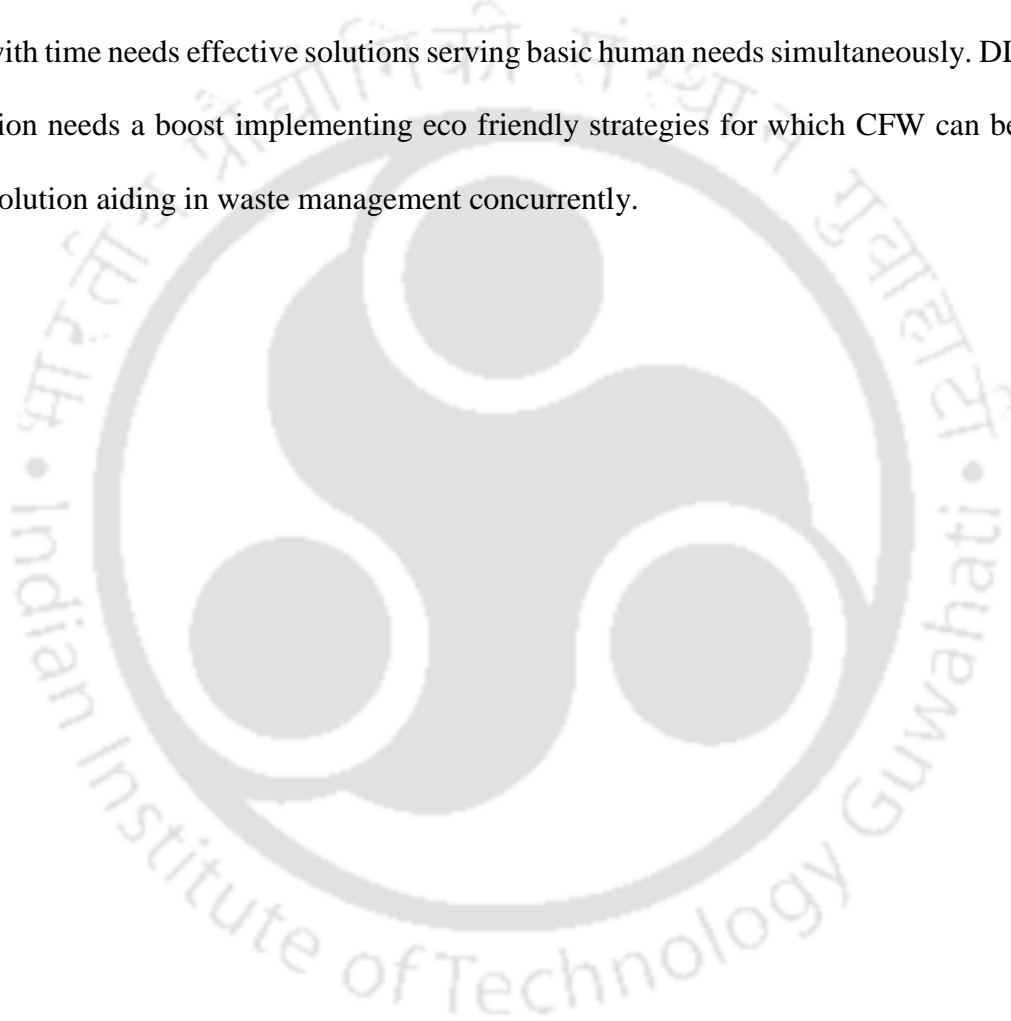 with time needs effective solutions serving basic human needs simultaneously. DI
ion needs a boost implementing eco friendly strategies for which CFW can be
olution aiding in waste management concurrently.
भारतीय प्रौद्योगिकी संस्थान गुवाहाटी
Indian Institute of Technology Guwahati